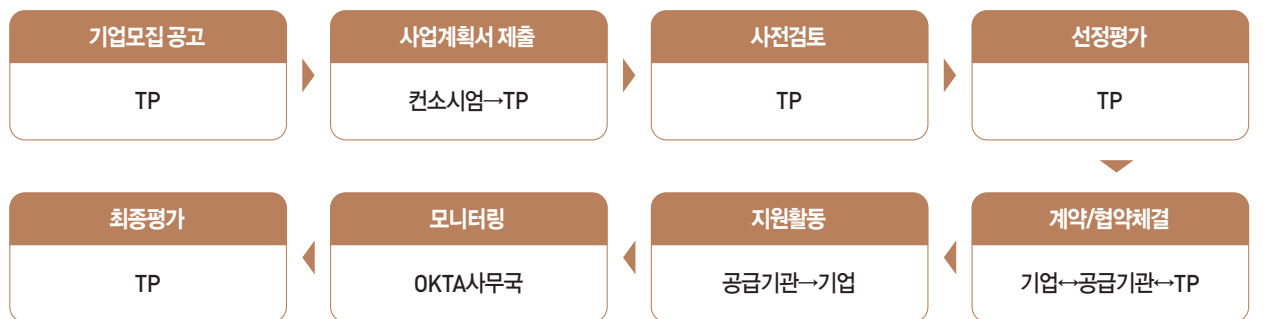 기업모집 공고
TP
사업계획서 제출
컨소시엄→TP
사전검토
TP
선정평가
TP
계약/협약체결
기업↔공급기관↔TP
지원활동
공급기관→기업
모니터링
OKTA사무국
최종평가
TP